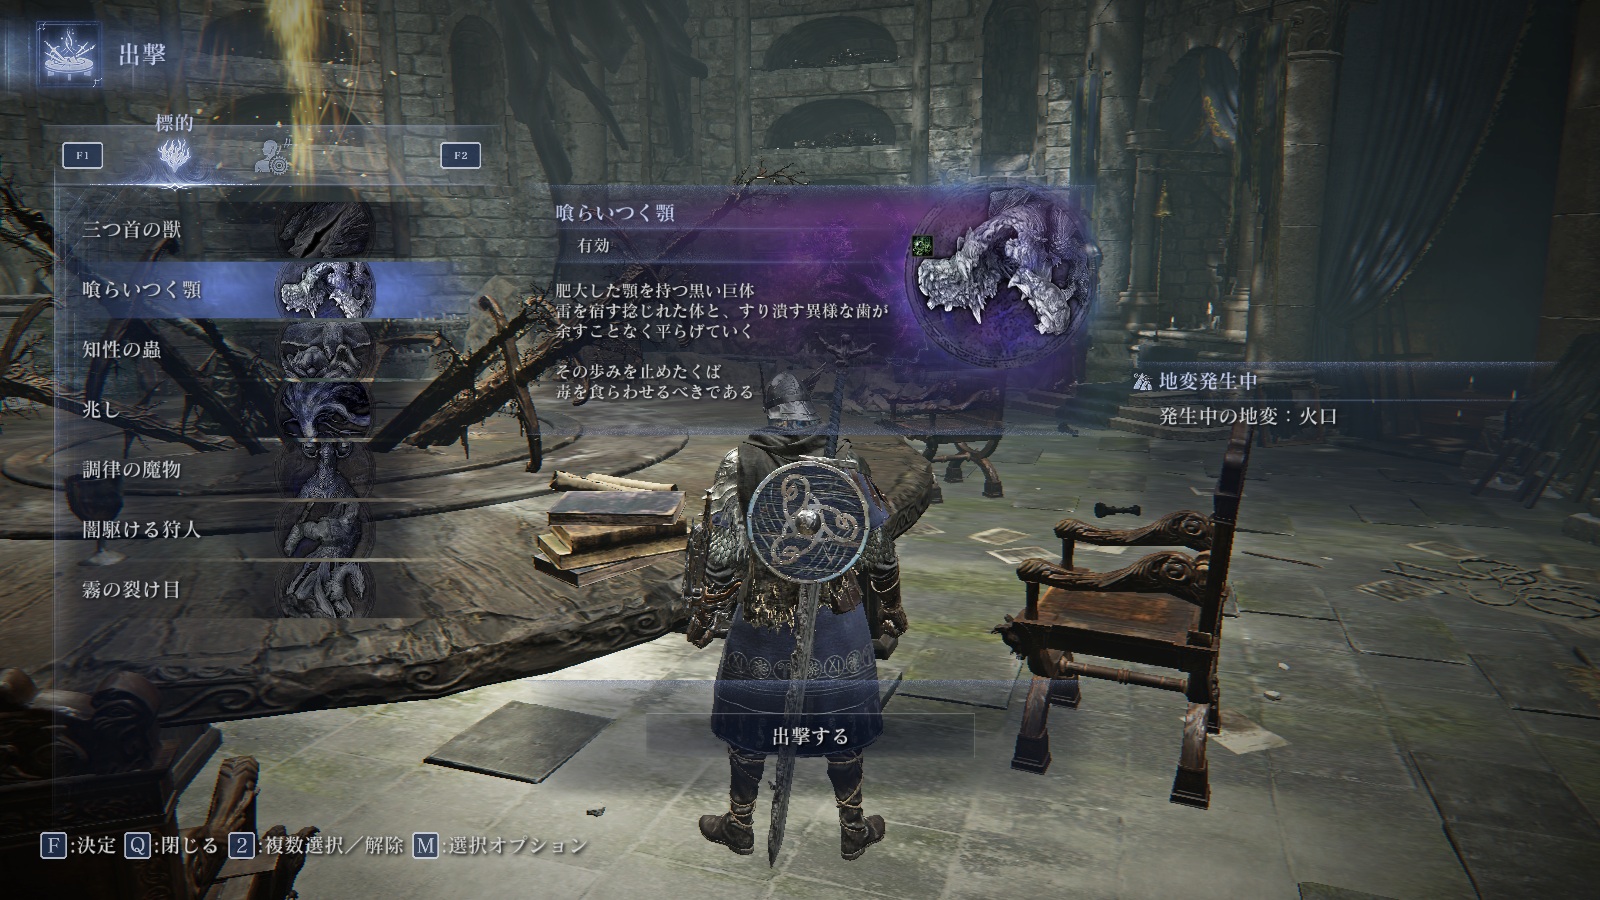 出撃
標的
F1
F2
三つ首の獣
喰らいつく顎
知性の蟲
兆し
調律の魔物
闇駆ける狩人
霧の裂け目
喰らいつく顎
有効
肥大した顎を持つ黒い巨体
雷を宿す捻じれた体と、すり潰す異様な歯が
余すことなく平らげていく
その歩みを止めたくば
毒を食らわせるべきである
地変発生中
発生中の地変：火口
出撃する
F:決定 Q:閉じる 2:複数選択／解除 M:選択オプション